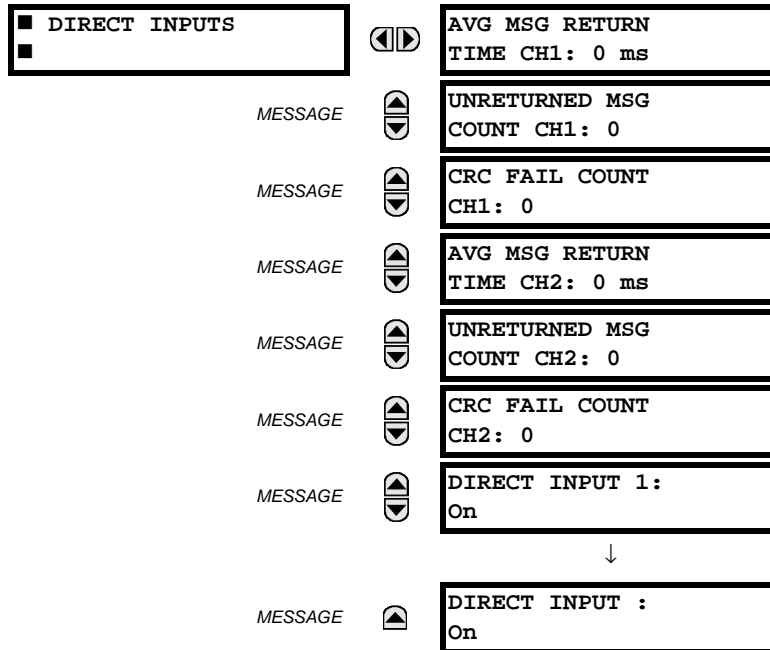 DIRECT INPUTS
AVG MSG RETURN
TIME CH1: 0 ms
MESSAGE
UNRETURNED MSG
COUNT CH1: 0
MESSAGE
CRC FAIL COUNT
CH1: 0
MESSAGE
AVG MSG RETURN
TIME CH2: 0 ms
MESSAGE
UNRETURNED MSG
COUNT CH2: 0
MESSAGE
CRC FAIL COUNT
CH2: 0
MESSAGE
DIRECT INPUT 1:
On
↓
MESSAGE
DIRECT INPUT :
On